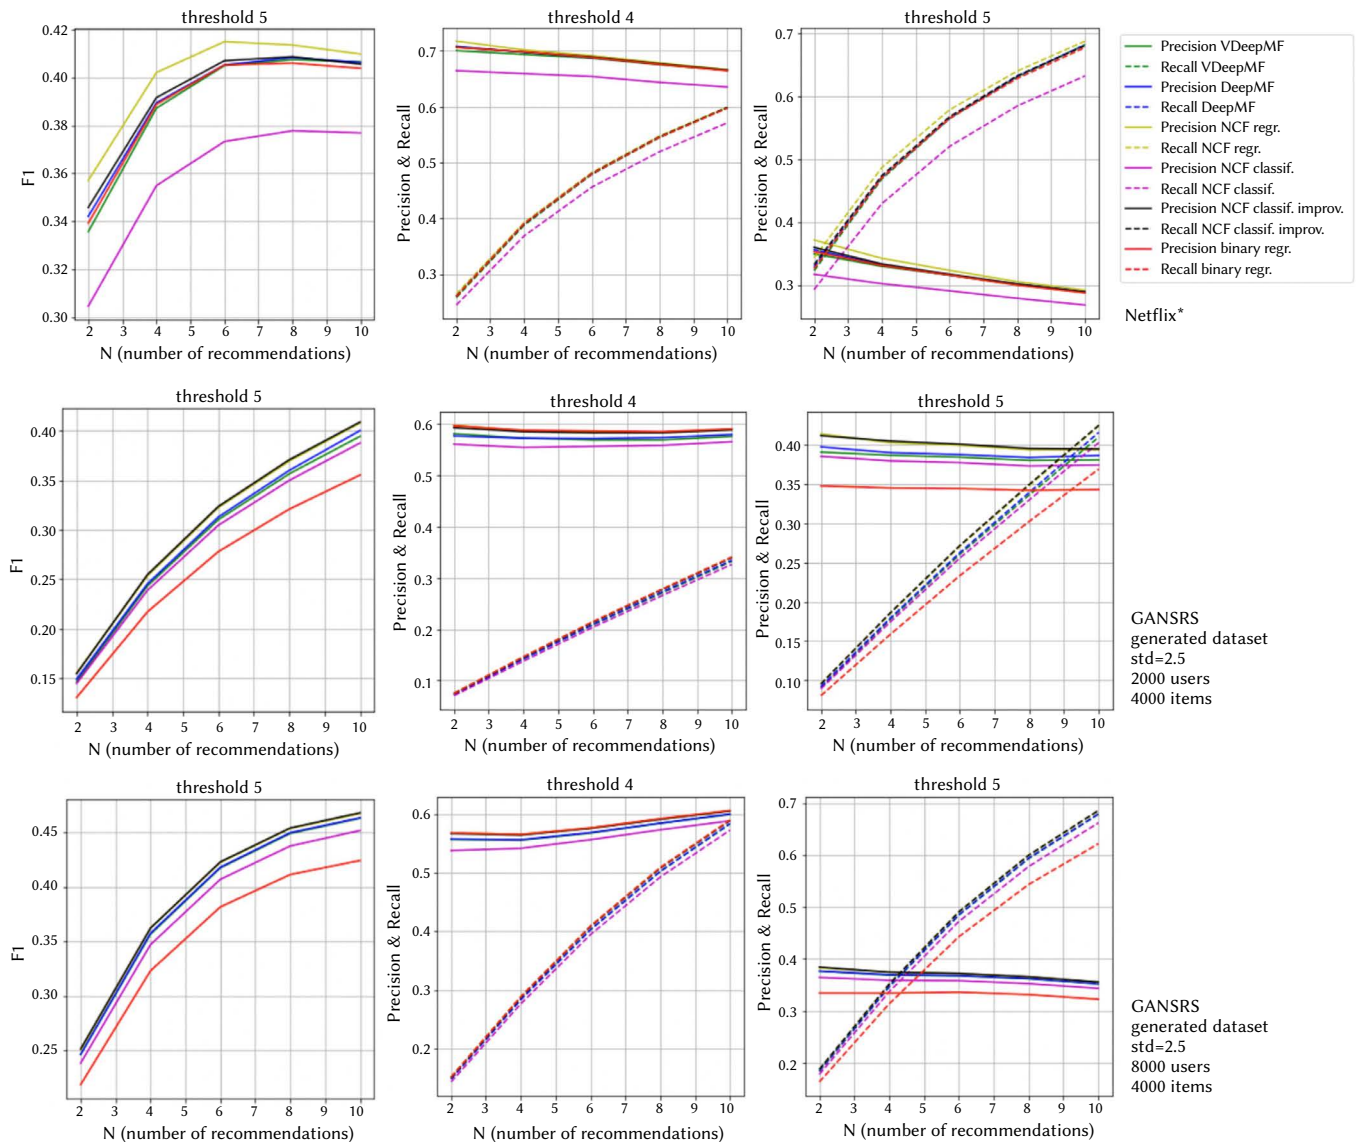 threshold 5
0.42
0.40
0.38
0.36
0.34
0.32
0.30
F1
2 3 4 5 6 7 8 9 10
N (number of recommendations)
threshold 4
0.7
0.6
0.5
0.4
0.3
Precision & Recall
2 3 4 5 6 7 8 9 10
N (number of recommendations)
threshold 5
0.7
0.6
0.5
0.4
0.3
Precision & Recall
2 3 4 5 6 7 8 9 10
N (number of recommendations)
Precision VDeepMF
Recall VDeepMF
Precision DeepMF
Recall DeepMF
Precision NCF regr.
Recall NCF regr.
Precision NCF classif.
Recall NCF classif.
Precision NCF classif. improv.
Recall NCF classif. improv.
Precision binary regr.
Recall binary regr.
Netflix*
threshold 5
0.40
0.35
0.30
0.25
0.20
0.15
F1
2 3 4 5 6 7 8 9 10
N (number of recommendations)
threshold 4
0.6
0.5
0.4
0.3
0.2
0.1
Precision & Recall
2 3 4 5 6 7 8 9 10
N (number of recommendations)
threshold 5
0.40
0.35
0.30
0.25
0.20
0.15
0.10
Precision & Recall
2 3 4 5 6 7 8 9 10
N (number of recommendations)
GANSRS
generated dataset
std=2.5
2000 users
4000 items
threshold 5
0.45
0.40
0.35
0.30
0.25
F1
2 3 4 5 6 7 8 9 10
N (number of recommendations)
threshold 4
0.6
0.5
0.4
0.3
0.2
Precision & Recall
2 3 4 5 6 7 8 9 10
N (number of recommendations)
threshold 5
0.7
0.6
0.5
0.4
0.3
0.2
Precision & Recall
2 3 4 5 6 7 8 9 10
N (number of recommendations)
GANSRS
generated dataset
std=2.5
8000 users
4000 items